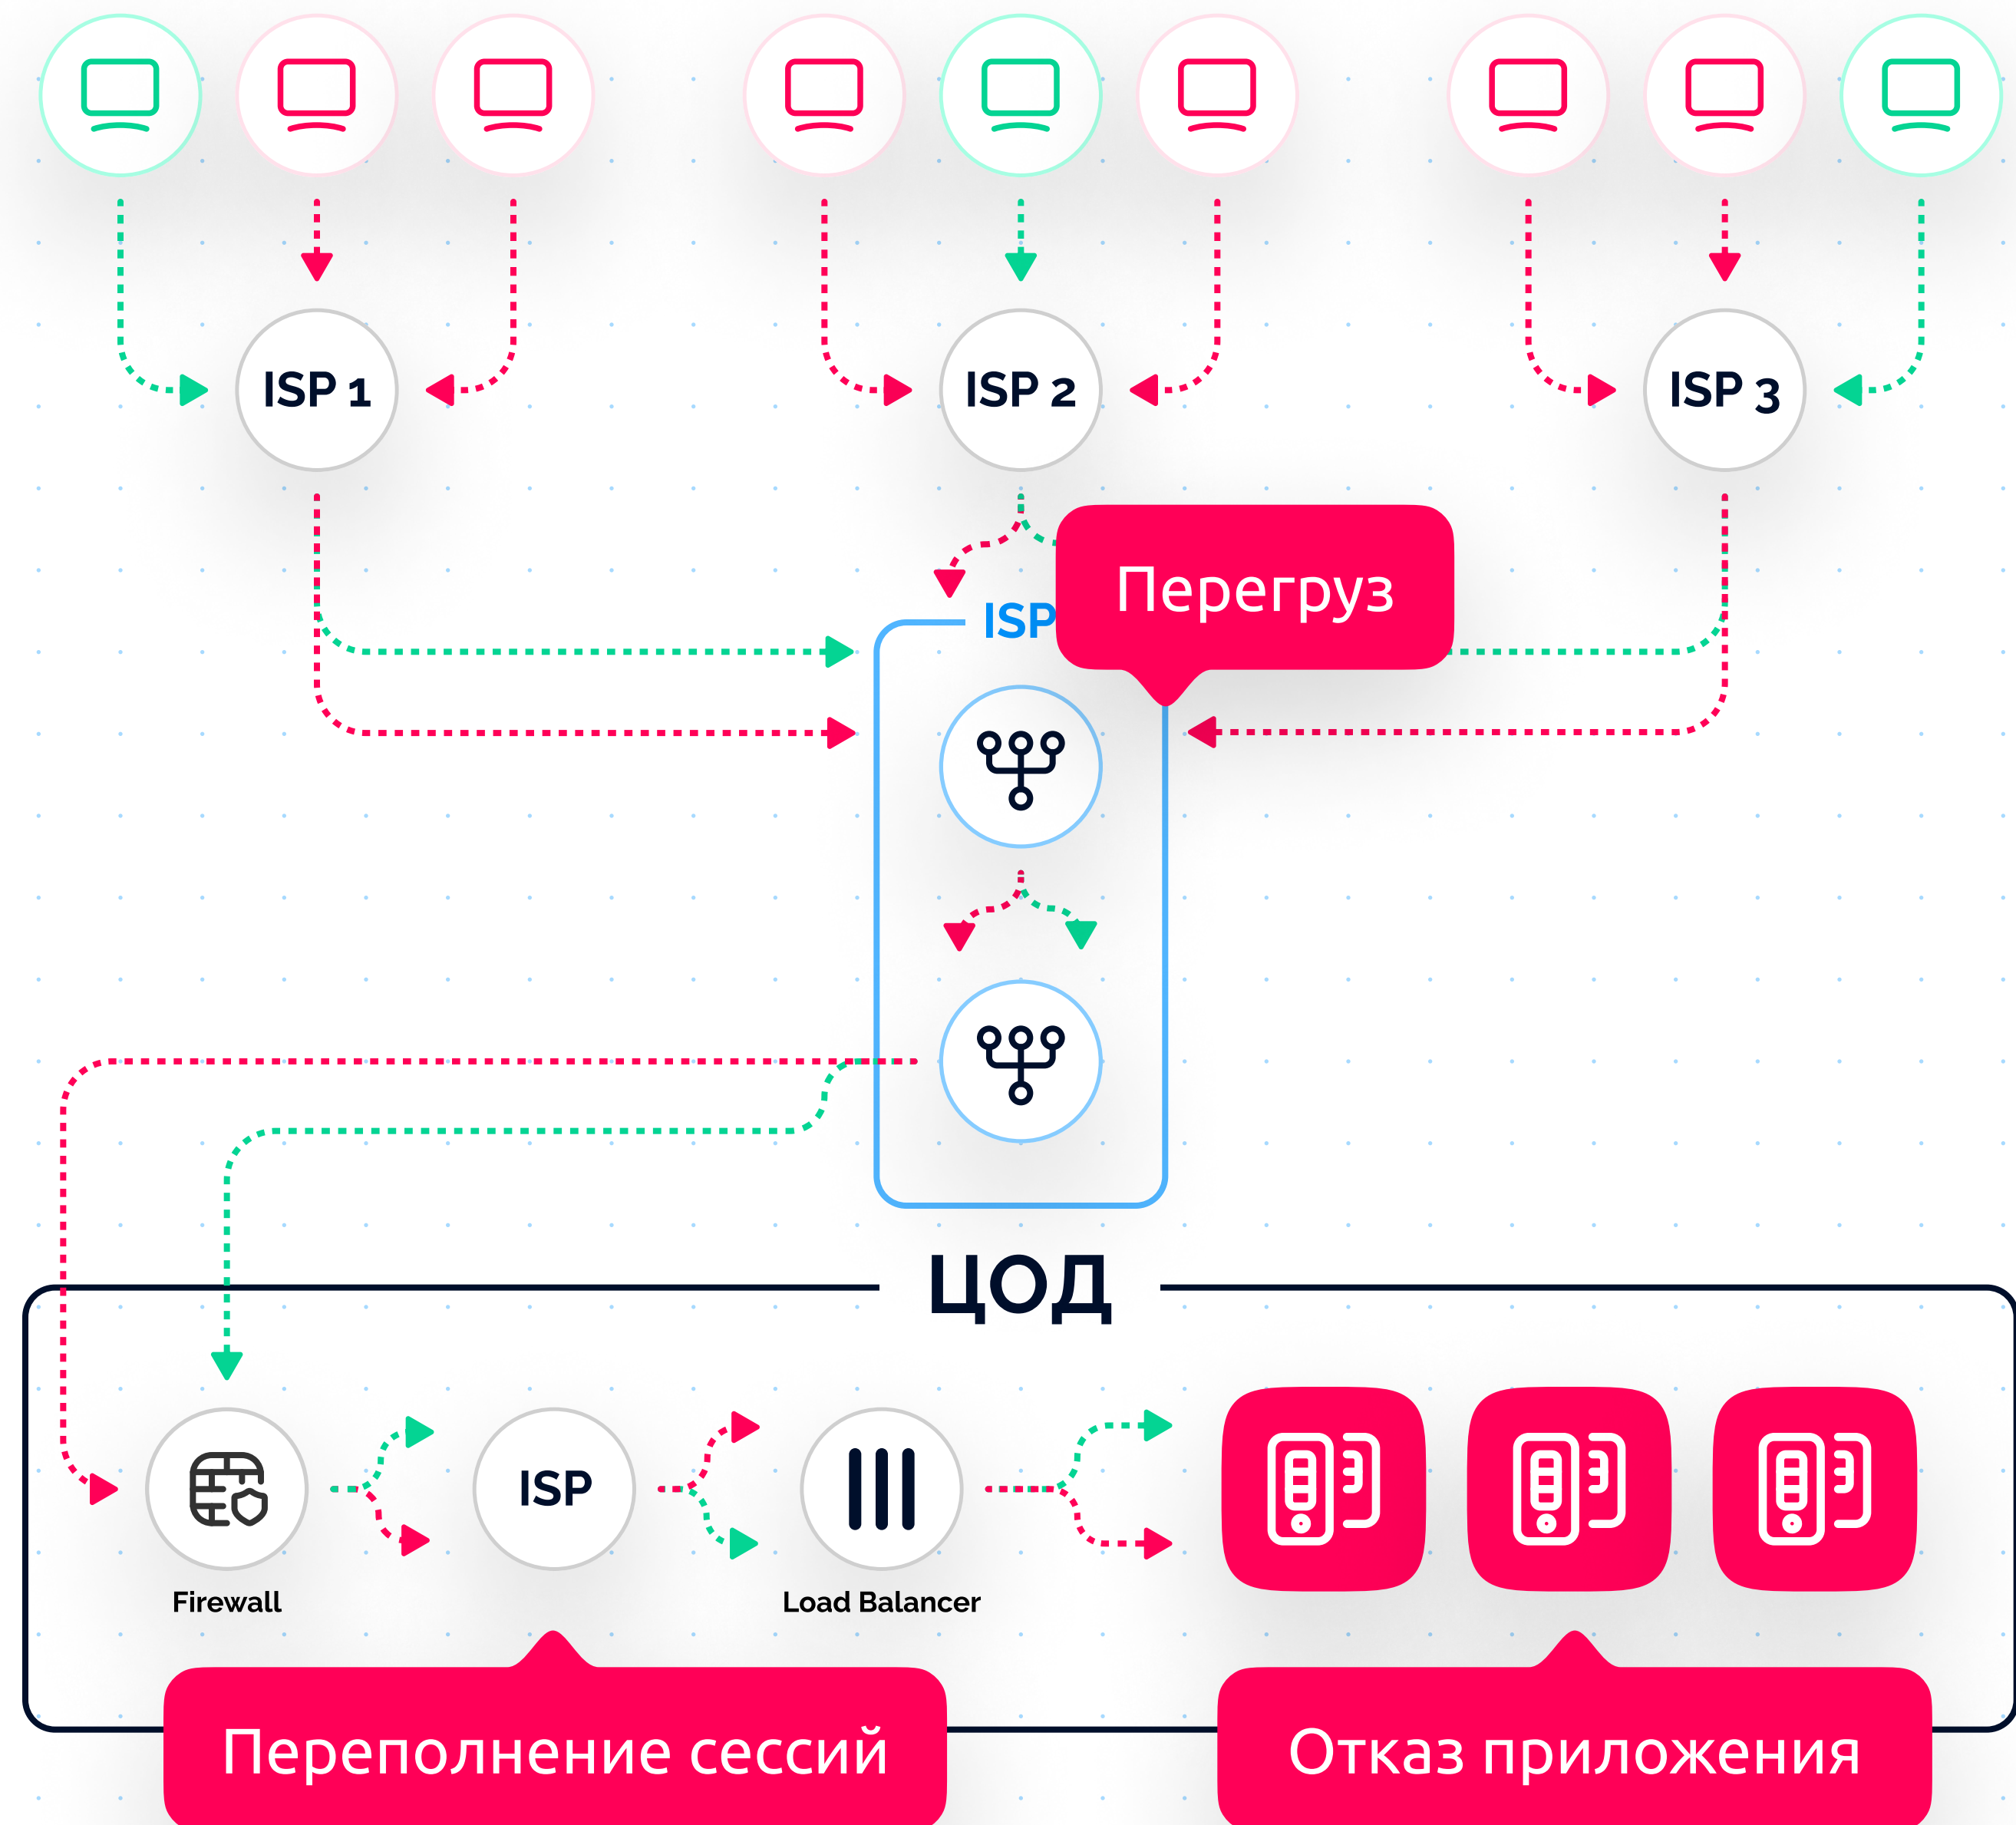 ISP 1
ISP 2
ISP 3
Перегруз
ISP
ЦОД
ISP
Firewall
Load Balancer
Переполнение сессий
Отказ приложения